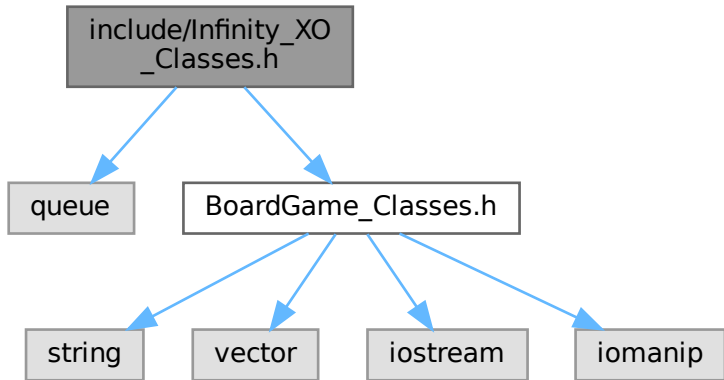 include/Infinity_XO
_Classes.h
queue
BoardGame_Classes.h
string
vector
iostream
iomanip